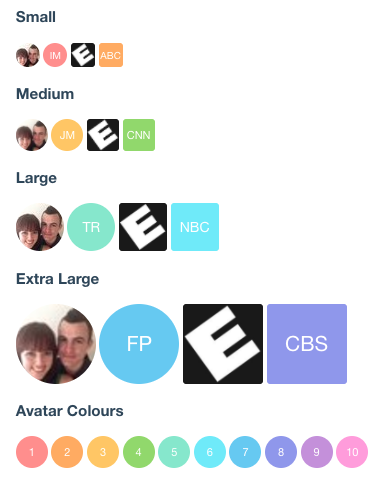 Small
IM E ABC
Medium
JM E CNN
Large
TR E NBC
Extra Large
FP E CBS
Avatar Colours
1 2 3 4 5 6 7 8 9 10